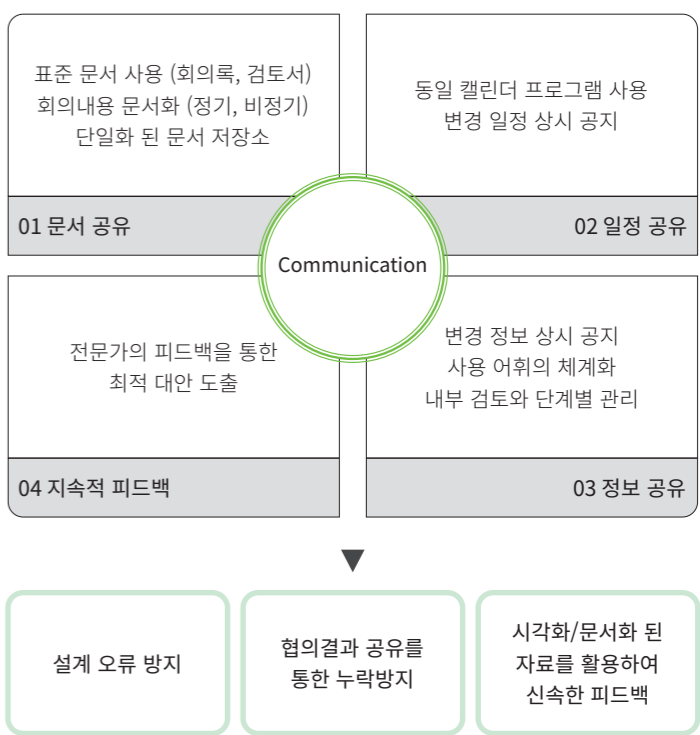 표준 문서 사용 (회의록, 검토서)
회의내용 문서화 (정기, 비정기)
단일화 된 문서 저장소
01 문서 공유
동일 캘린더 프로그램 사용
변경 일정 상시 공지
02 일정 공유
Communication
전문가의 피드백을 통한
최적 대안 도출
04 지속적 피드백
변경 정보 상시 공지
사용 어휘의 체계화
내부 검토와 단계별 관리
03 정보 공유
설계 오류 방지
협의결과 공유를
통한 누락방지
시각화/문서화 된
자료를 활용하여
신속한 피드백